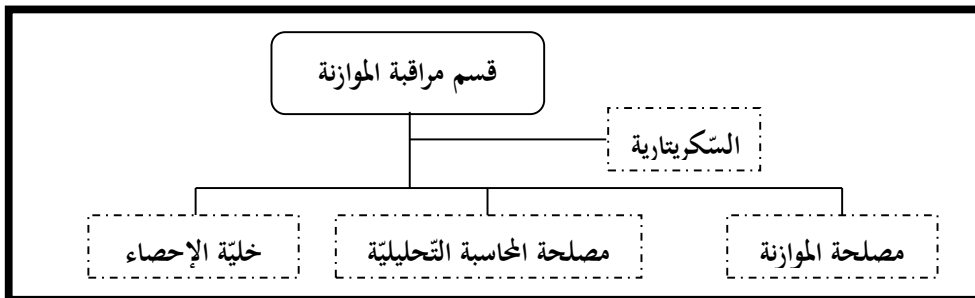 قسم مراقبة الموازنة
السّكريتارية
مصلحة الموازنة
مصلحة المحاسبة التّحليليّة
خليّة الإحصاء